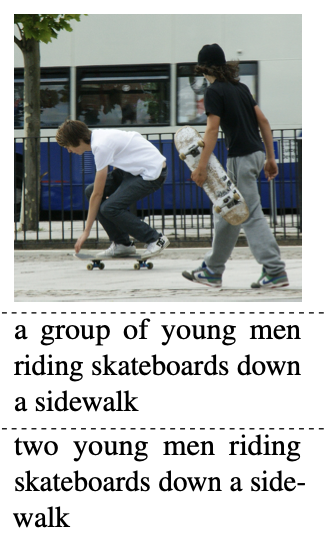 a group of young men
riding skateboards down
a sidewalk
two young men riding
skateboards down a side-
walk